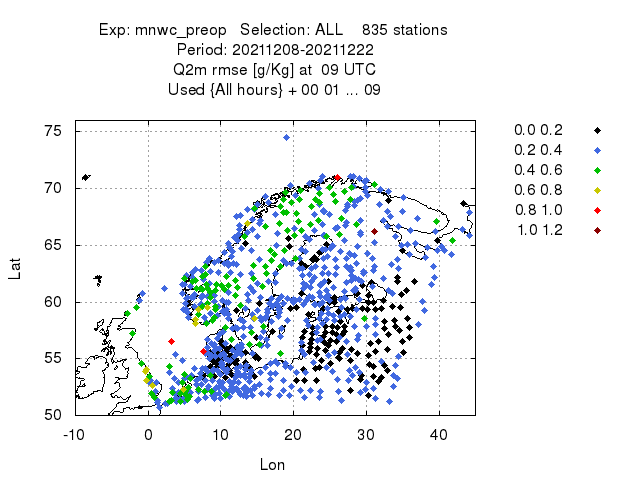 Exp: mnwc_preop   Selection: ALL    835 stations
Period: 20211208-20211222
Q2m rmse [g/Kg] at  09 UTC
Used {All hours} + 00 01 ... 09
0.0 0.2
0.2 0.4
0.4 0.6
0.6 0.8
0.8 1.0
1.0 1.2
75
70
65
60
55
50
Lat
-10 0 10 20 30 40
Lon